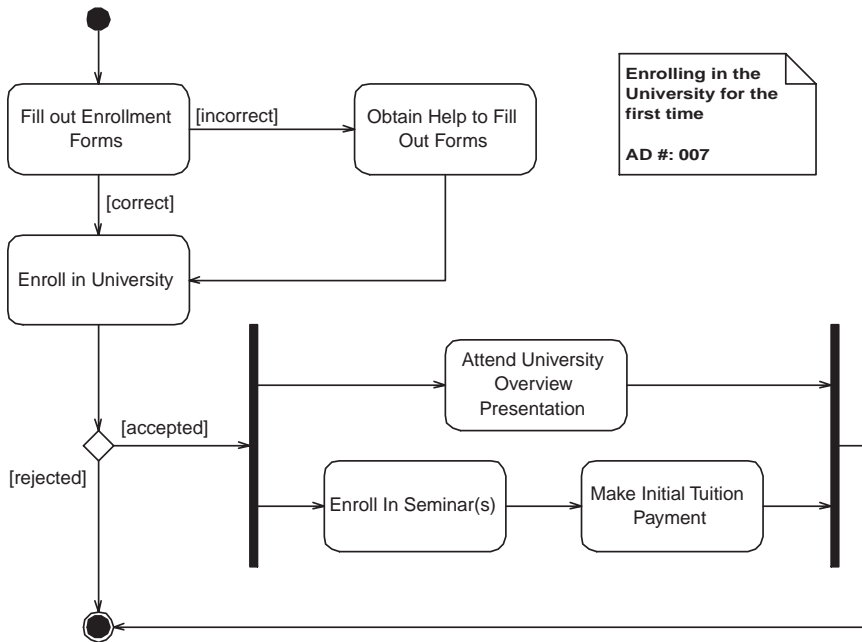 Enrolling in the
University for the
first time
AD #: 007
Fill out Enrollment
Forms
[incorrect]
Obtain Help to Fill
Out Forms
[correct]
Enroll in University
[accepted]
[rejected]
Attend University
Overview
Presentation
Enroll In Seminar(s)
Make Initial Tuition
Payment